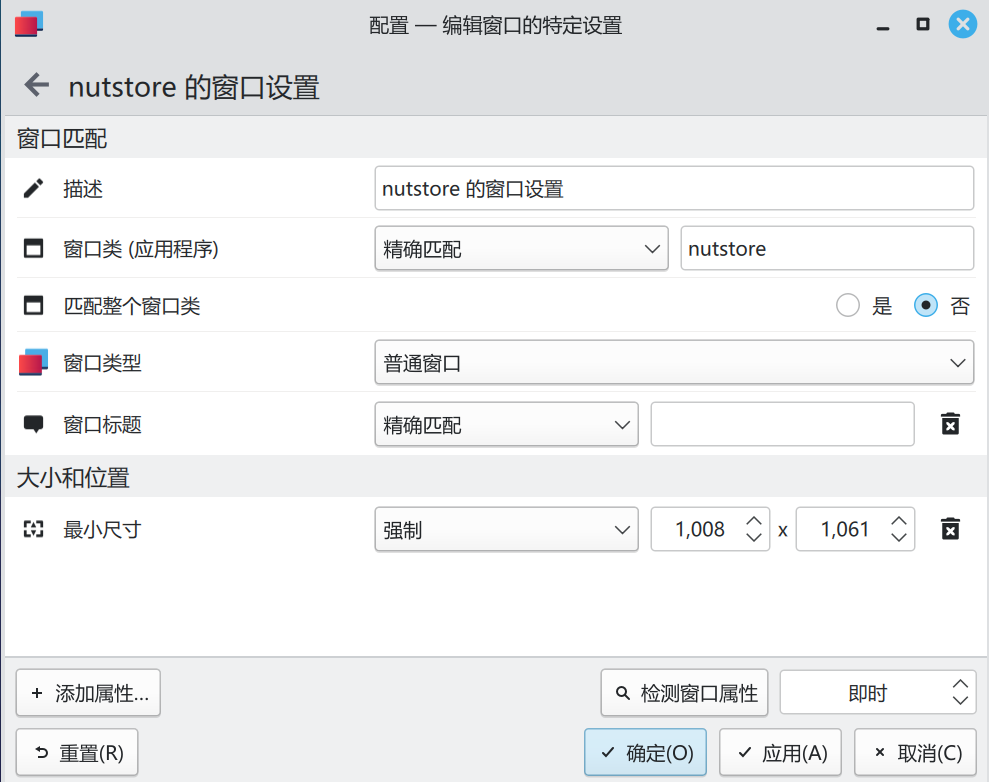 配置 — 编辑窗口的特定设置
nutstore 的窗口设置
窗口匹配
描述 nutstore 的窗口设置
窗口类 (应用程序) 精确匹配 nutstore
匹配整个窗口类 是 否
窗口类型 普通窗口
窗口标题 精确匹配
大小和位置
最小尺寸 强制 1,008 x 1,061
添加属性... 检测窗口属性 即时
重置(R) 确定(O) 应用(A) 取消(C)